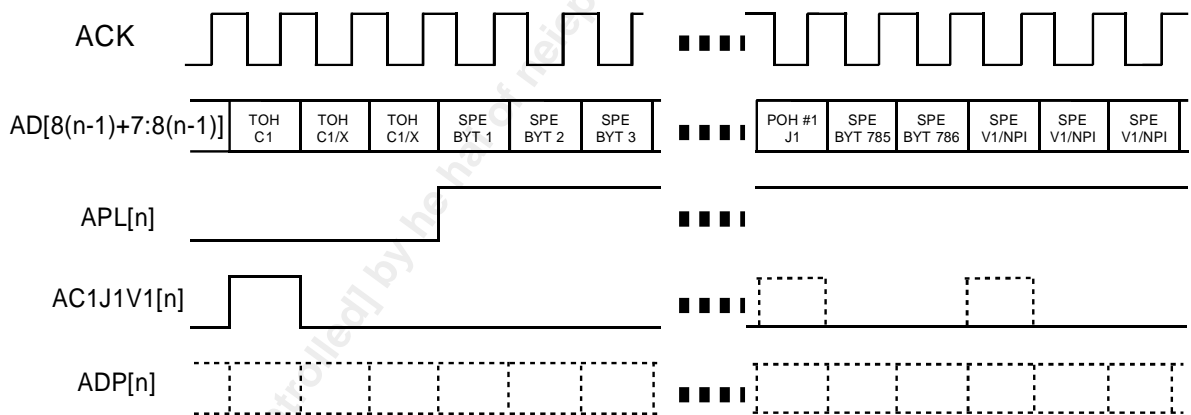 ACK
AD[8(n-1)+7:8(n-1)]
TOH C1
TOH C1/X
TOH C1/X
SPE BYT 1
SPE BYT 2
SPE BYT 3
POH #1 J1
SPE BYT 785
SPE BYT 786
SPE V1/NPI
SPE V1/NPI
SPE V1/NPI
APL[n]
AC1J1V1[n]
ADP[n]